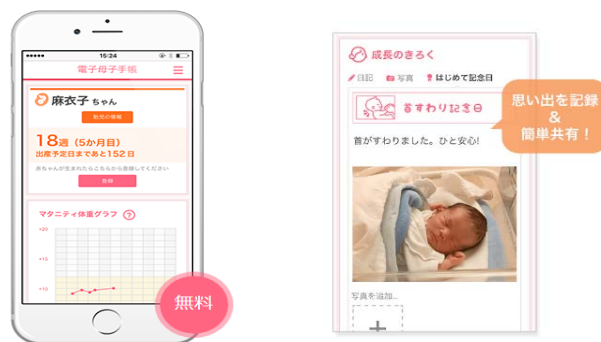 15:24
電子母子手帳
麻衣子 ちゃん
胎児の情報
18週（5か月目）
出産予定日まであと152日
赤ちゃんが生まれたらこちらから登録してください
登録
マタニティ体重グラフ ?
+20
+15
+10
無料
成長のきろく
日記 写真 はじめて記念日
首すわり記念日
首がすわりました。ひと安心!
写真を追加...
思い出を記録
&
簡単共有！